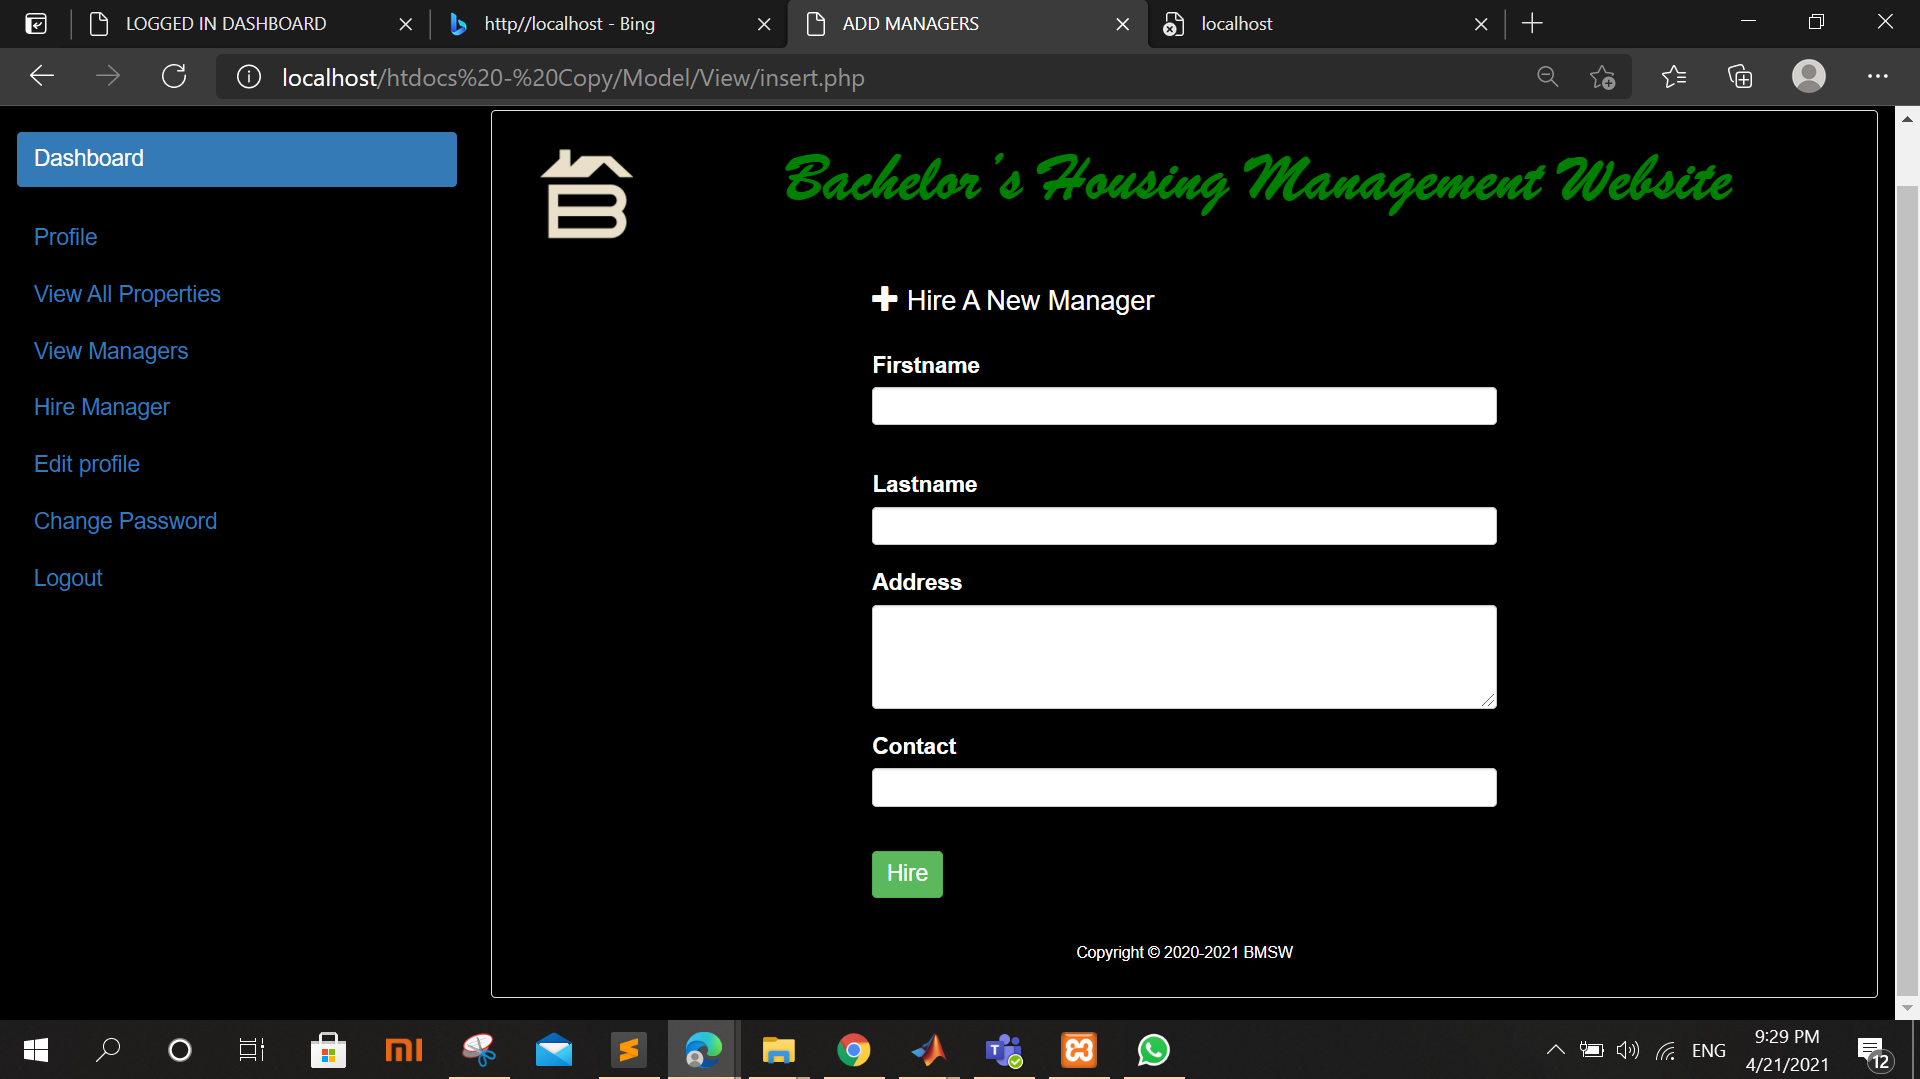 LOGGED IN DASHBOARD
http//localhost - Bing
ADD MANAGERS
localhost
localhost/htdocs%20-%20Copy/Model/View/insert.php
Dashboard
Profile
View All Properties
View Managers
Hire Manager
Edit profile
Change Password
Logout
B
Bachelor's Housing Management Website
Hire A New Manager
Firstname
Lastname
Address
Contact
Hire
Copyright © 2020-2021 BMSW
ENG
9:29 PM
4/21/2021
12